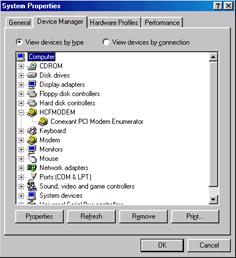 System Properties
General
Device Manager
Hardware Profiles
Performance
View devices by type
View devices by connection
Computer
CDROM
Disk drives
Display adapters
Floppy disk controllers
Hard disk controllers
HCFMODEM
Conexant PCI Modem Enumerator
Keyboard
Modem
Monitors
Mouse
Network adapters
Ports (COM & LPT)
Sound, video and game controllers
System devices
Universal Serial Bus controllers
Properties
Refresh
Remove
Print...
OK
Cancel